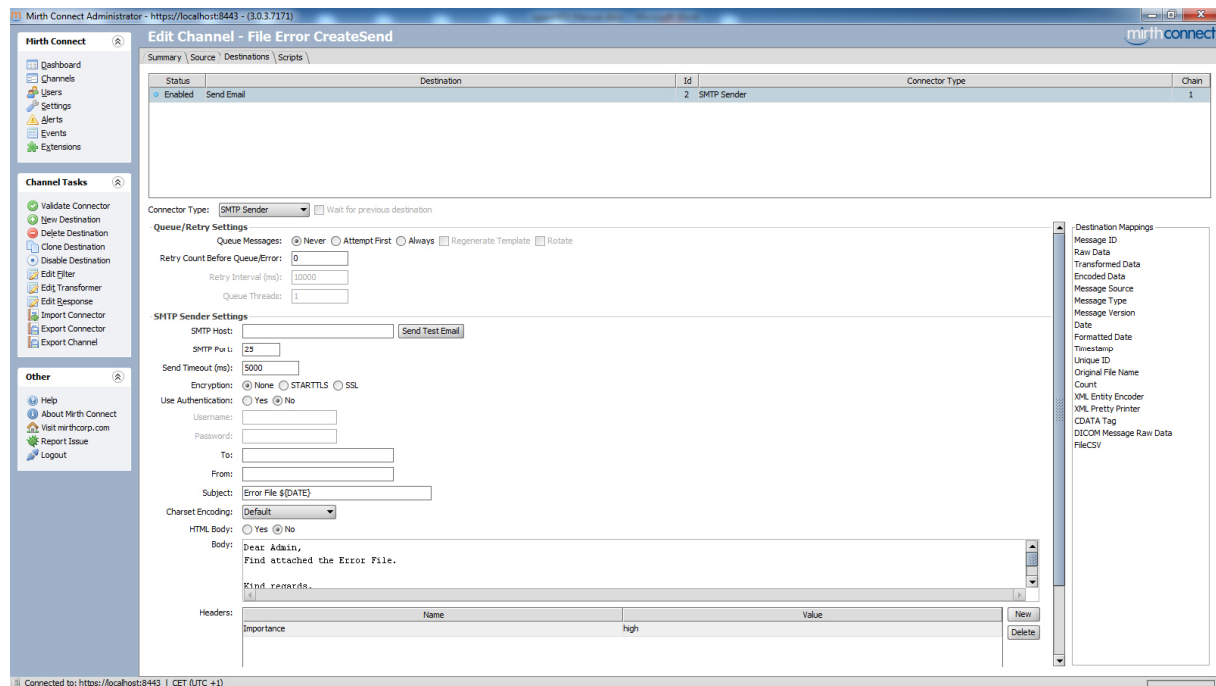 Mirth Connect Administrator - https://localhost:8443 - (3.0.3.7171)
Mirth Connect
Dashboard
Channels
Users
Settings
Alerts
Events
Extensions
Channel Tasks
Validate Connector
New Destination
Delete Destination
Clone Destination
Disable Destination
Edit Filter
Edit Transformer
Edit Response
Import Connector
Export Connector
Export Channel
Other
Help
About Mirth Connect
Visit mirthcorp.com
Report Issue
Logout
Edit Channel - File Error CreateSend
mirthconnect
Summary Source Destinations Scripts
Status Destination Id Connector Type Chain
Enabled Send Email 2 SMTP Sender 1
Connector Type: SMTP Sender Wait for previous destination
Queue/Retry Settings
Queue Messages: Never Attempt First Always Regenerate Template Rotate
Retry Count Before Queue/Error: 0
Retry Interval (ms): 10000
Queue Threads: 1
SMTP Sender Settings
SMTP Host: Send Test Email
SMTP Port: 25
Send Timeout (ms): 5000
Encryption: None STARTTLS SSL
Use Authentication: Yes No
Username:
Password:
To:
From:
Subject: Error File ${DATE}
Charset Encoding: Default
HTML Body: Yes No
Body: Dear Admin,
Find attached the Error File.
Kind regards,
Headers: Name Value New
Importance high Delete
Destination Mappings
Message ID
Raw Data
Transformed Data
Encoded Data
Message Source
Message Type
Message Version
Date
Formatted Date
Timestamp
Unique ID
Original File Name
Count
XML Entity Encoder
XML Pretty Printer
CDATA Tag
DICOM Message Raw Data
FileCSV
Connected to: https://localhost:8443 | CET (UTC +1)